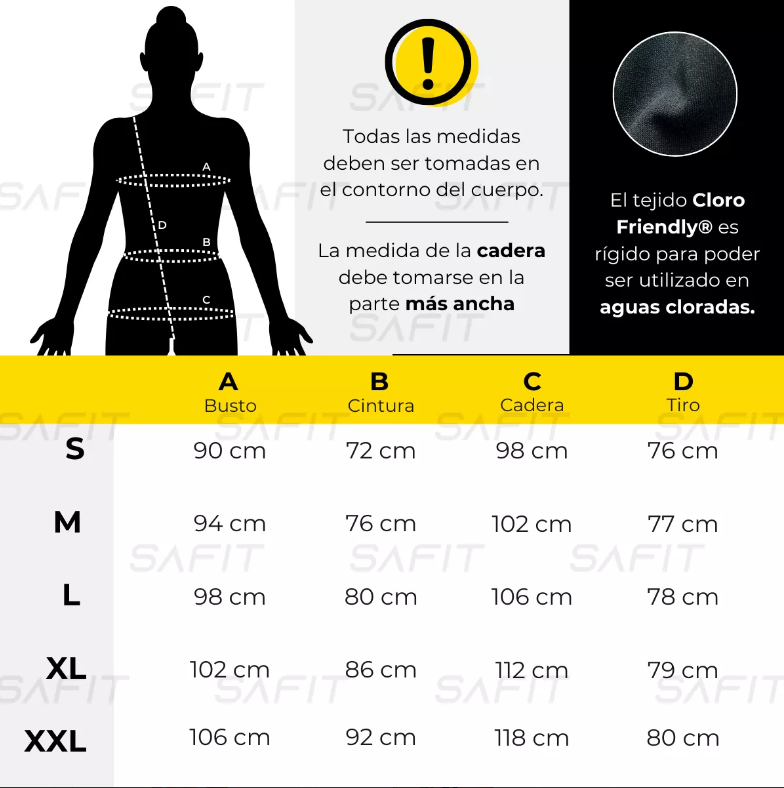 A
D
B
C
!
Todas las medidas
deben ser tomadas en
el contorno del cuerpo.
La medida de la cadera
debe tomarse en la
parte más ancha
El tejido Cloro
Friendly® es
rígido para poder
ser utilizado en
aguas cloradas.
A B C D
Busto Cintura Cadera Tiro
S 90 cm 72 cm 98 cm 76 cm
M 94 cm 76 cm 102 cm 77 cm
SAFIT SAFIT SAFIT
L 98 cm 80 cm 106 cm 78 cm
XL 102 cm 86 cm 112 cm 79 cm
XXL 106 cm 92 cm 118 cm 80 cm